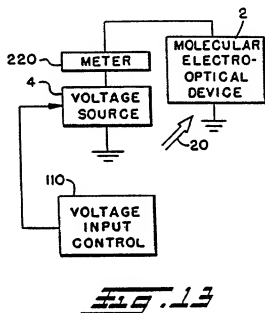 220
METER
4
VOLTAGE
SOURCE
2
MOLECULAR
ELECTRO-
OPTICAL
DEVICE
20
110
VOLTAGE
INPUT
CONTROL
Fig. 13